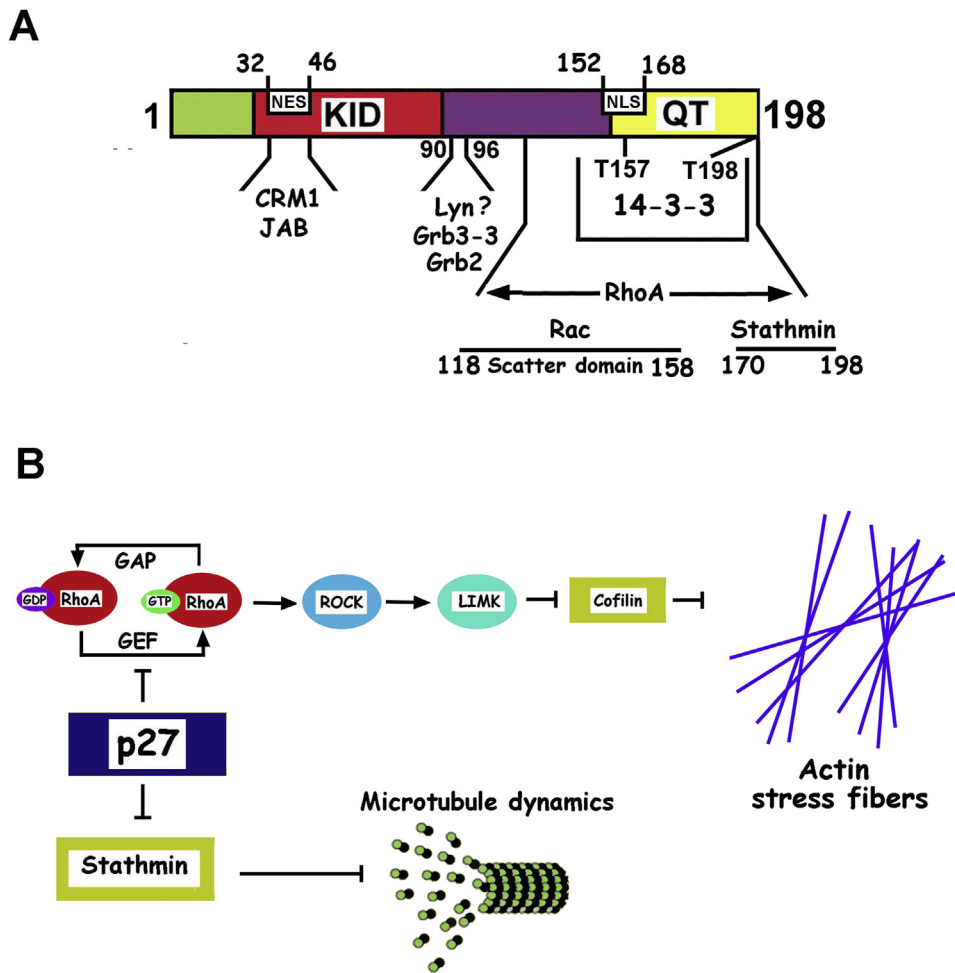 A
32 46 152 168
1 NES KID NLS QT 198
90 96 T157 T198
CRM1
JAB
Lyn?
Grb3-3
Grb2
14-3-3
RhoA
Rac Stathmin
118 Scatter domain 158 170 198
B
GAP
GDP RhoA GTP RhoA ROCK LIMK Cofilin
GEF
p27
Actin
stress fibers
Microtubule dynamics
Stathmin